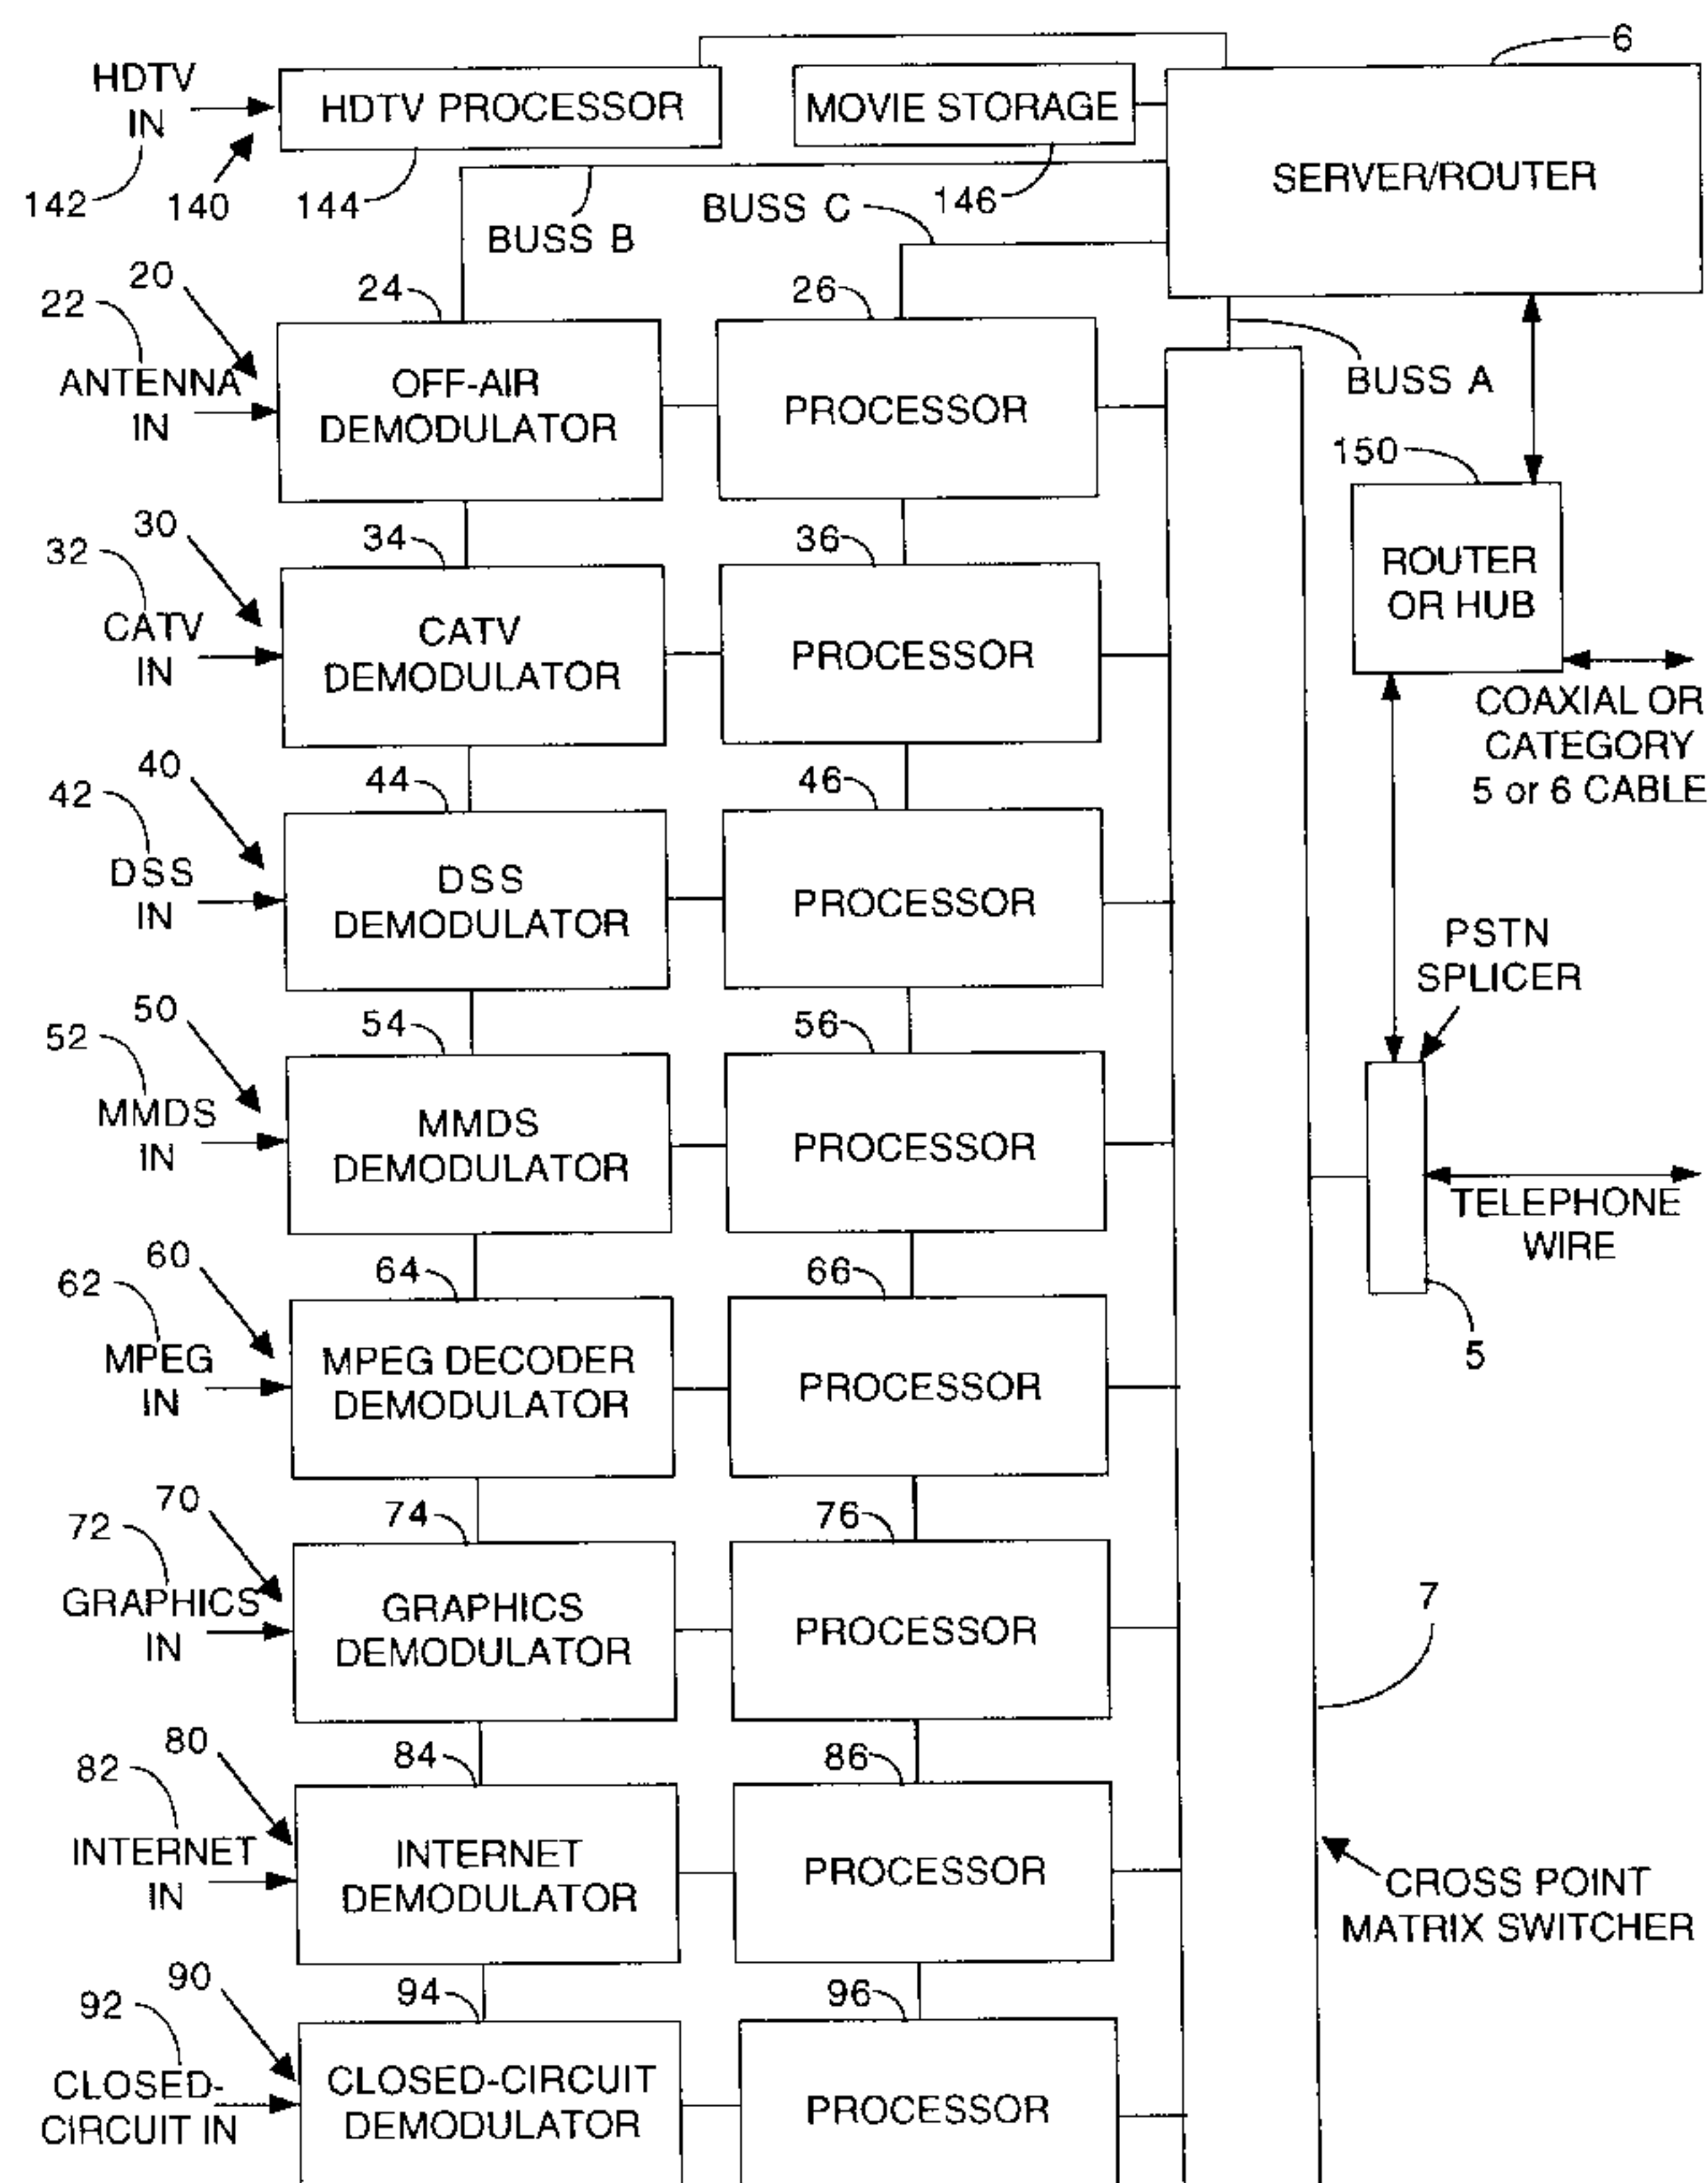 6
HDTV
IN
HDTV PROCESSOR
MOVIE STORAGE
SERVER/ROUTER
142
140
144
146
BUSS B
BUSS C
BUSS A
22
20
24
26
ANTENNA
IN
OFF-AIR
DEMODULATOR
PROCESSOR
150
ROUTER
OR HUB
32
30
34
36
CATV
IN
CATV
DEMODULATOR
PROCESSOR
COAXIAL OR
CATEGORY
5 or 6 CABLE
42
40
44
46
DSS
IN
DSS
DEMODULATOR
PROCESSOR
PSTN
SPLICER
52
50
54
56
MMDS
IN
MMDS
DEMODULATOR
PROCESSOR
TELEPHONE
WIRE
5
62
60
64
66
MPEG
IN
MPEG DECODER
DEMODULATOR
PROCESSOR
72
70
74
76
GRAPHICS
IN
GRAPHICS
DEMODULATOR
PROCESSOR
7
82
80
84
86
INTERNET
IN
INTERNET
DEMODULATOR
PROCESSOR
CROSS POINT
MATRIX SWITCHER
92
90
94
96
CLOSED-
CIRCUIT IN
CLOSED-CIRCUIT
DEMODULATOR
PROCESSOR